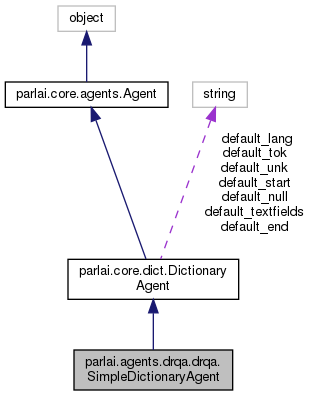 object
parlai.core.agents.Agent
string
default_lang
default_tok
default_unk
default_start
default_null
default_textfields
default_end
parlai.core.dict.Dictionary
Agent
parlai.agents.drqa.drqa.
SimpleDictionaryAgent